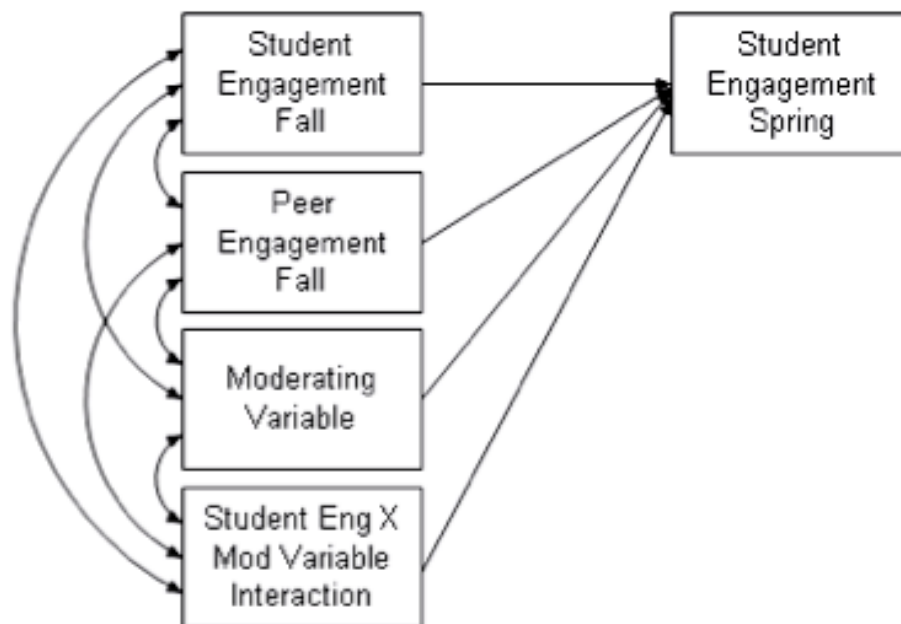 Student
Engagement
Fall
Student
Engagement
Spring
Peer
Engagement
Fall
Moderating
Variable
Student Eng X
Mod Variable
Interaction